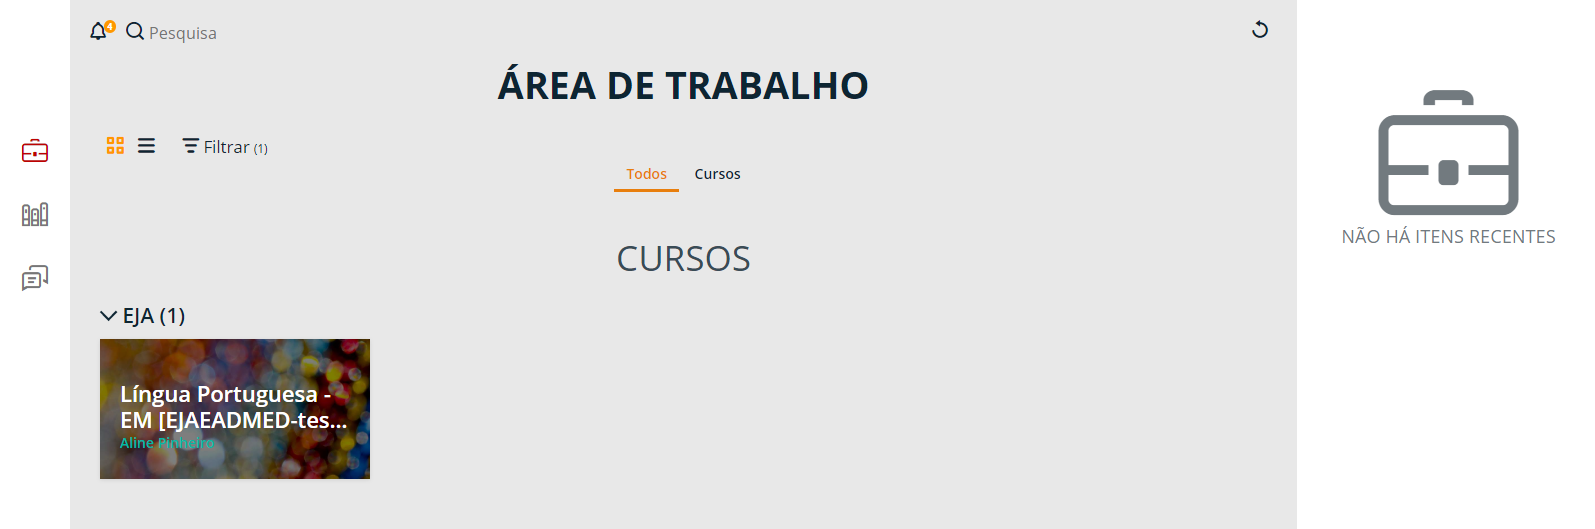 4
Pesquisa
ÁREA DE TRABALHO
Filtrar (1)
Todos
Cursos
CURSOS
EJA (1)
Língua Portuguesa -
EM [EJAEADMED-tes...
Aline Pinheiro
NÃO HÁ ITENS RECENTES